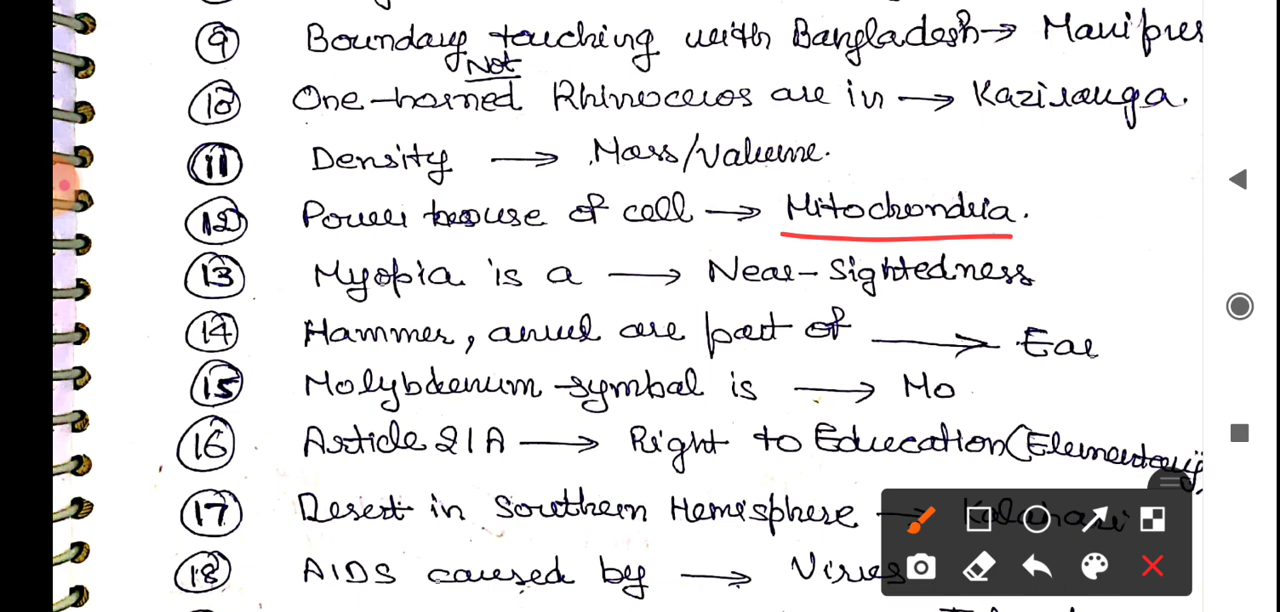 9 Boundary touching with Bangladesh →
Not
10 One-horned Rhinoceros are in → Kaziranga.
11 Density → Mass/Volume.
12 Power house of cell → Mitochondria.
13 Myopia is a → Near-Sightedness
14 Hammer, anvil are part of → Ear
15 Molybdenum symbol is → Mo
16 Article 21A → Right to Education (Elementary)
17 Desert in Southern Hemisphere → Kalahari
18 AIDS caused by → Virus